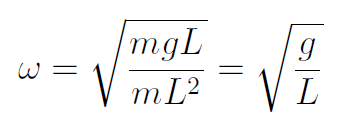 ω = √(mgL / mL²) = √(g / L)